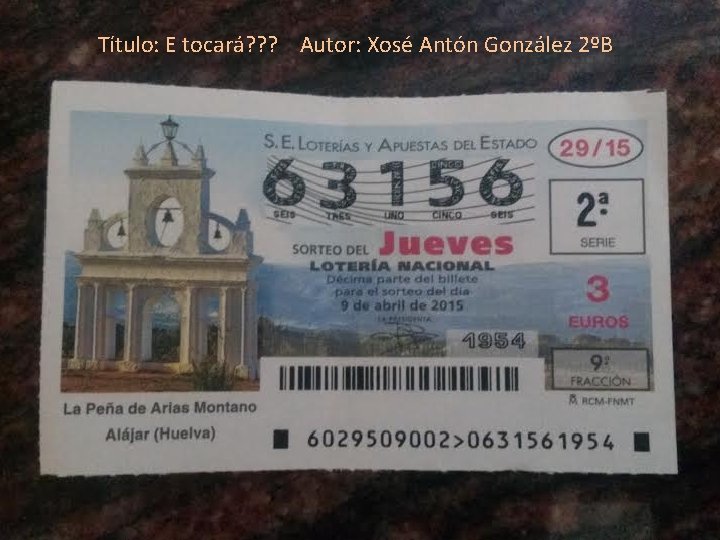 Título: E tocará??? Autor: Xosé Antón González 2ºB
S.E. LOTERÍAS Y APUESTAS DEL ESTADO
29/15
63156
SEIS TRES UNO CINCO SEIS
2ª
SERIE
SORTEO DEL Jueves
LOTERÍA NACIONAL
Décima parte del billete
para el sorteo del día
9 de abril de 2015
LA PRESIDENTA
3
EUROS
1954
9ª
FRACCIÓN
RCM-FNMT
La Peña de Arias Montano
Alájar (Huelva)
6029509002>0631561954